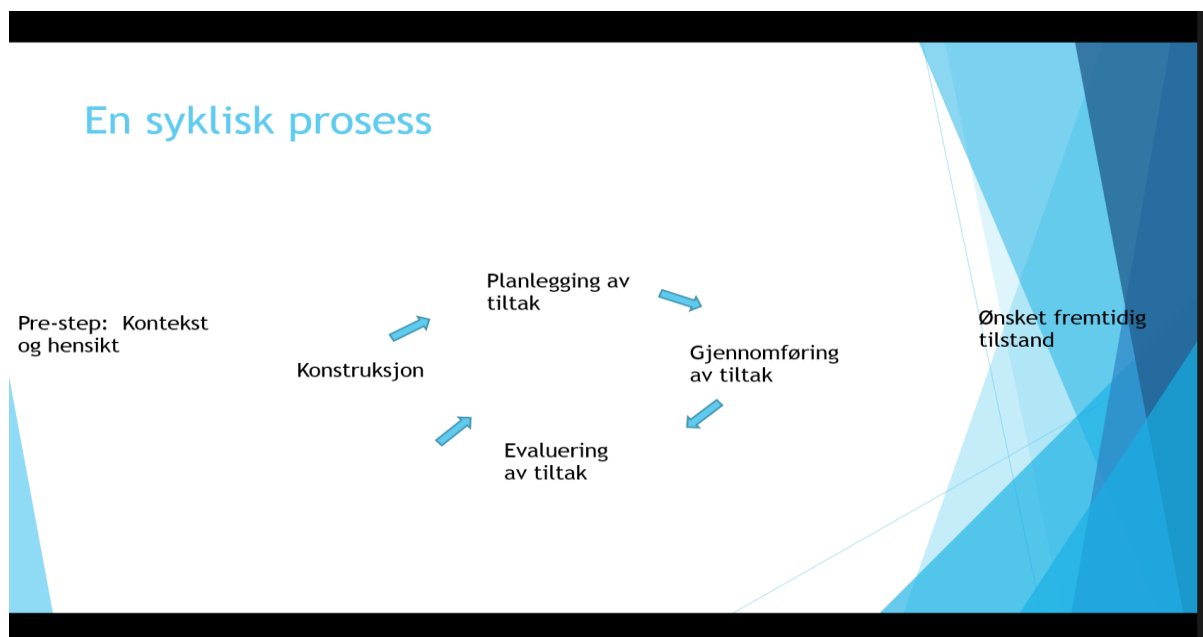 En syklisk prosess
Pre-step:  Kontekst
og hensikt
Konstruksjon
Planlegging av
tiltak
Gjennomføring
av tiltak
Evaluering
av tiltak
Ønsket fremtidig
tilstand